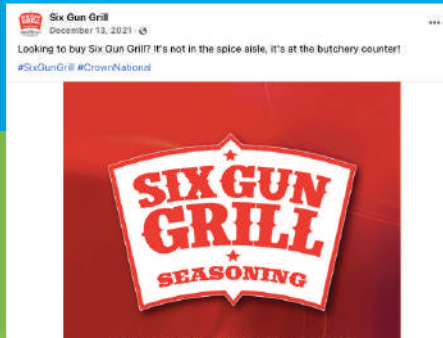 Six Gun Grill
December 13, 2021 ·
Looking to buy Six Gun Grill? It's not in the spice aisle, it's at the butchery counter!
#SixGunGrill #CrownNational
SIX GUN
GRILL
SEASONING